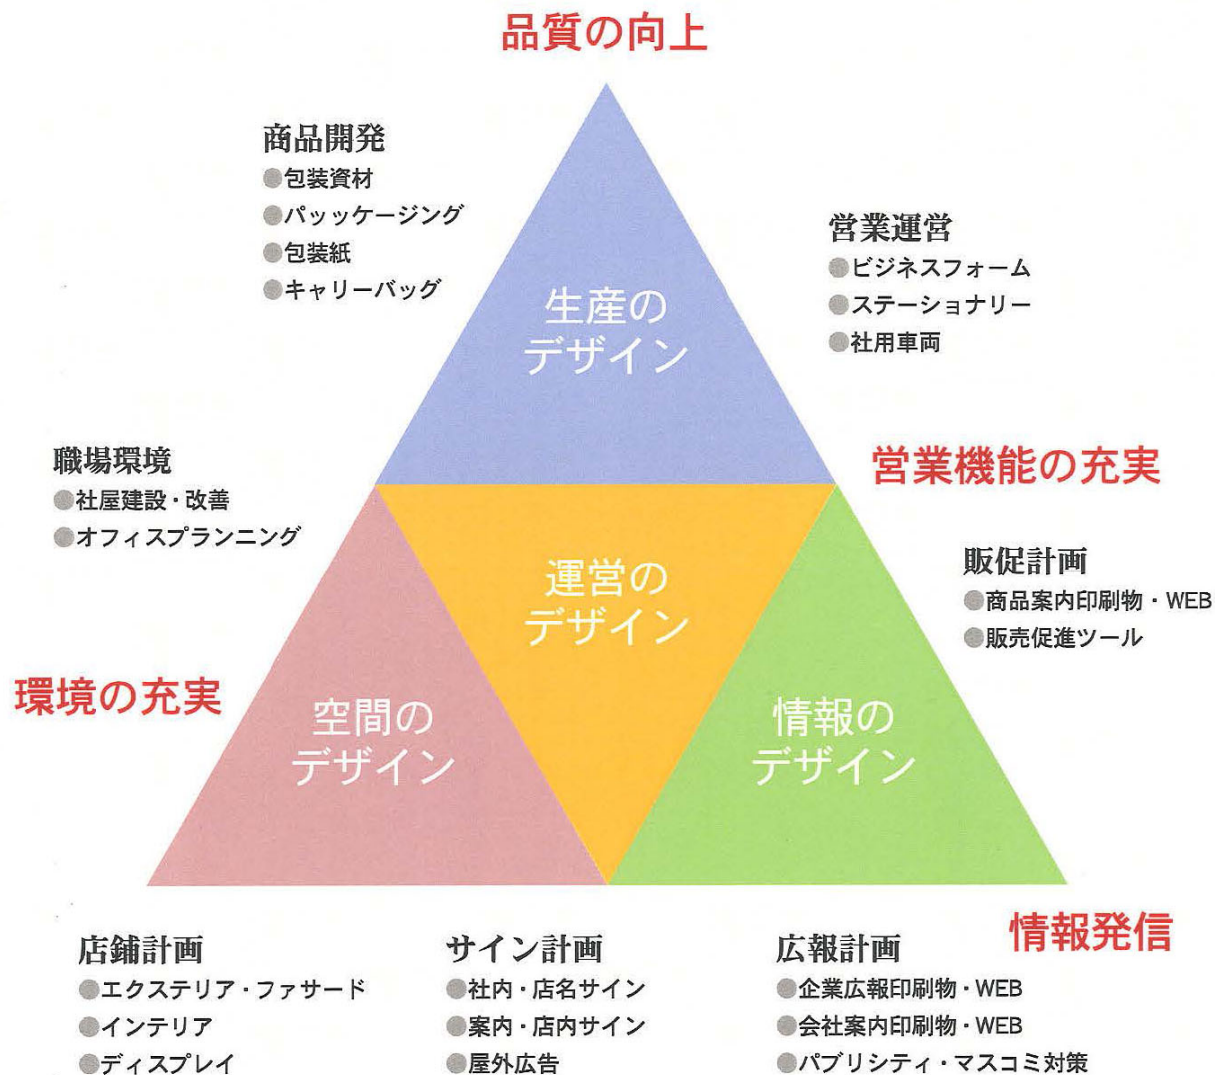 品質の向上
商品開発
●包装資材
●パッッケージング
●包装紙
●キャリーバッグ
営業運営
●ビジネスフォーム
●ステーショナリー
●社用車両
生産の
デザイン
職場環境
●社屋建設・改善
●オフィスプランニング
営業機能の充実
運営の
デザイン
販促計画
●商品案内印刷物・WEB
●販売促進ツール
環境の充実
空間の
デザイン
情報の
デザイン
情報発信
店鋪計画
●エクステリア・ファサード
●インテリア
●ディスプレイ
サイン計画
●社内・店名サイン
●案内・店内サイン
●屋外広告
広報計画
●企業広報印刷物・WEB
●会社案内印刷物・WEB
●パブリシティ・マスコミ対策